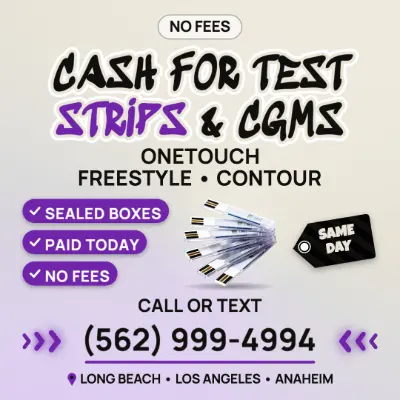 NO FEES
CASH FOR TEST
STRIPS & CGMS
ONETOUCH
FREESTYLE • CONTOUR
SEALED BOXES
PAID TODAY
NO FEES
SAME
DAY
CALL OR TEXT
(562) 999-4994
LONG BEACH • LOS ANGELES • ANAHEIM